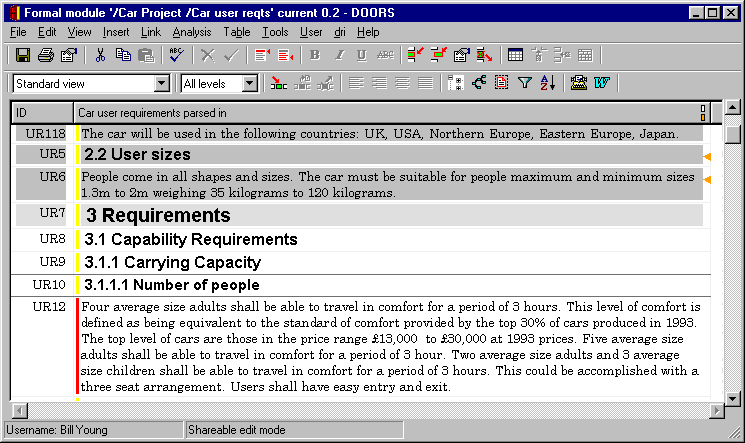 Formal module '/Car Project /Car user reqts' current 0.2 - DOORS
File Edit View Insert Link Analysis Table Tools User dri Help
B I U ABC
Standard view All levels
ID Car user requirements parsed in
UR118 The car will be used in the following countries: UK, USA, Northern Europe, Eastern Europe, Japan.
UR5 2.2 User sizes
UR6 People come in all shapes and sizes. The car must be suitable for people maximum and minimum sizes
1.3m to 2m weighing 35 kilograms to 120 kilograms.
UR7 3 Requirements
UR8 3.1 Capability Requirements
UR9 3.1.1 Carrying Capacity
UR10 3.1.1.1 Number of people
UR12 Four average size adults shall be able to travel in comfort for a period of 3 hours. This level of comfort is
defined as being equivalent to the standard of comfort provided by the top 30% of cars produced in 1993.
The top level of cars are those in the price range £13,000 to £30,000 at 1993 prices. Five average size
adults shall be able to travel in comfort for a period of 3 hour. Two average size adults and 3 average
size children shall be able to travel in comfort for a period of 3 hours. This could be accomplished with a
three seat arrangement. Users shall have easy entry and exit.
Username: Bill Young Shareable edit mode